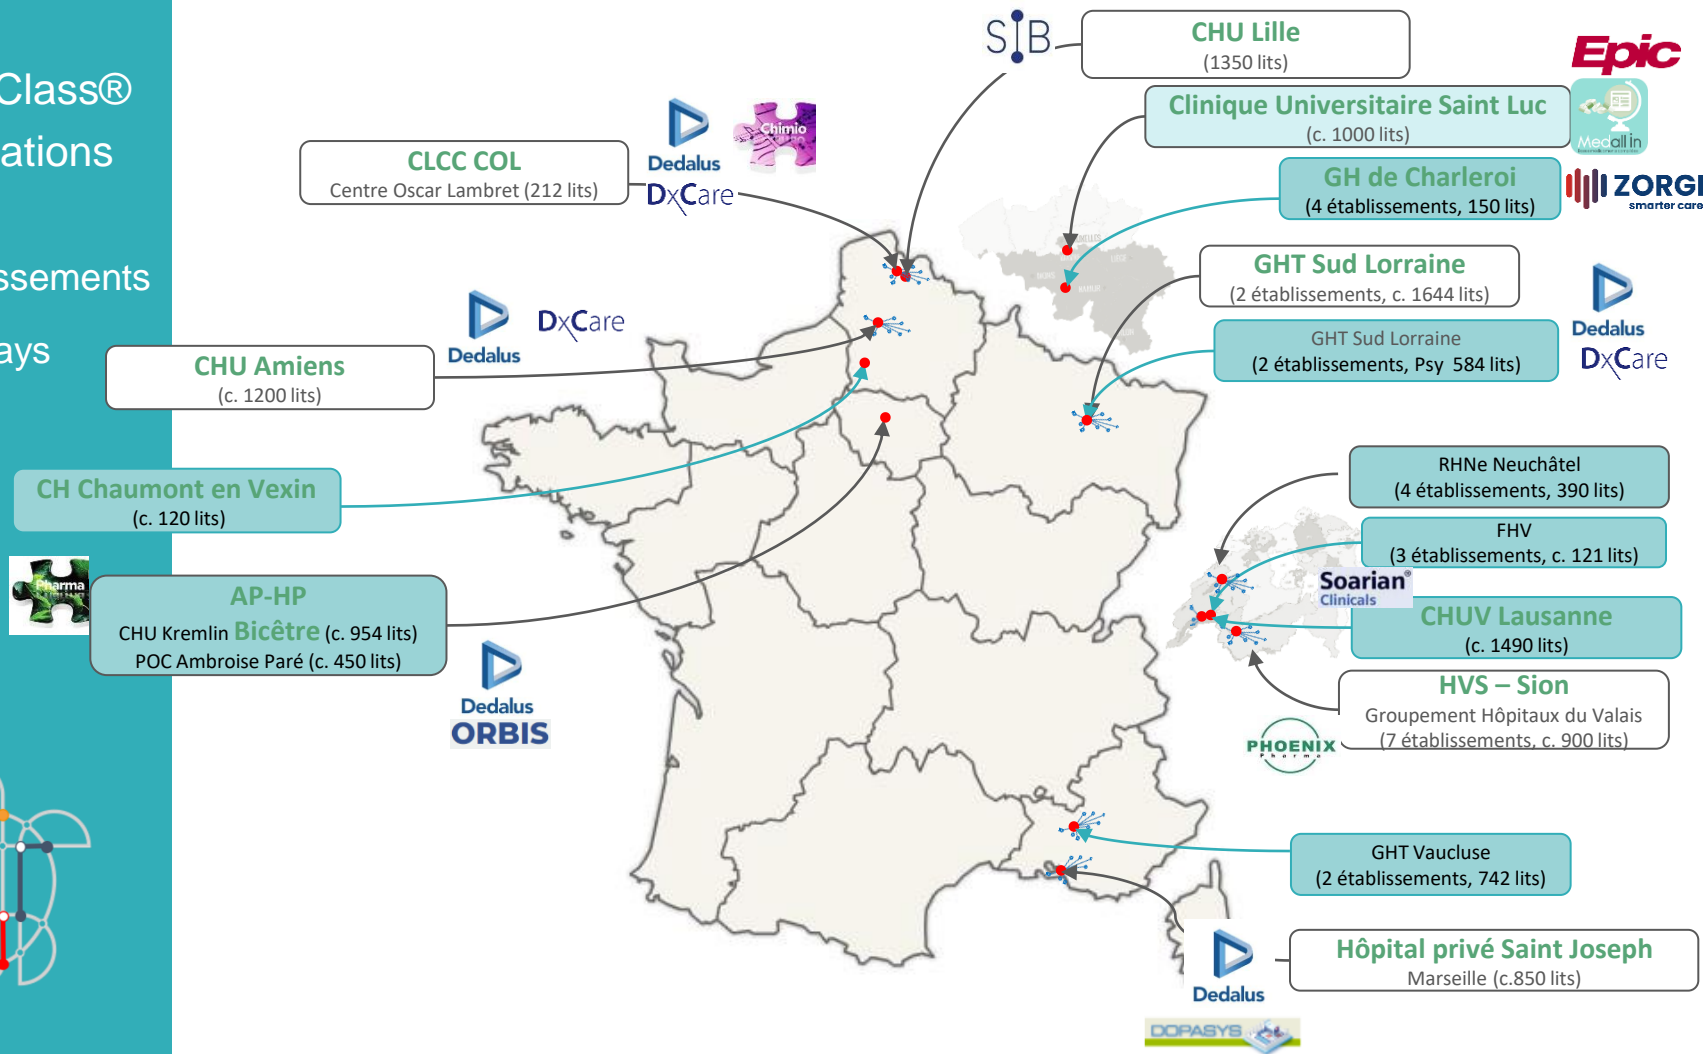 Class®
ations
ssements
ays
SIB
CHU Lille
(1350 lits)
Epic
Clinique Universitaire Saint Luc
(c. 1000 lits)
Medall in
Dedalus
DxCare
Chimio
CLCC COL
Centre Oscar Lambret (212 lits)
GH de Charleroi
(4 établissements, 150 lits)
ZORGI
smarter care
GHT Sud Lorraine
(2 établissements, c. 1644 lits)
Dedalus
DxCare
GHT Sud Lorraine
(2 établissements, Psy 584 lits)
Dedalus
DxCare
CHU Amiens
(c. 1200 lits)
CH Chaumont en Vexin
(c. 120 lits)
RHNe Neuchâtel
(4 établissements, 390 lits)
FHV
(3 établissements, c. 121 lits)
Soarian®
Clinicals
CHUV Lausanne
(c. 1490 lits)
Pharma
AP-HP
CHU Kremlin Bicêtre (c. 954 lits)
POC Ambroise Paré (c. 450 lits)
Dedalus
ORBIS
HVS – Sion
Groupement Hôpitaux du Valais
(7 établissements, c. 900 lits)
PHOENIX
Pharma
GHT Vaucluse
(2 établissements, 742 lits)
Hôpital privé Saint Joseph
Marseille (c.850 lits)
Dedalus
DOPASYS